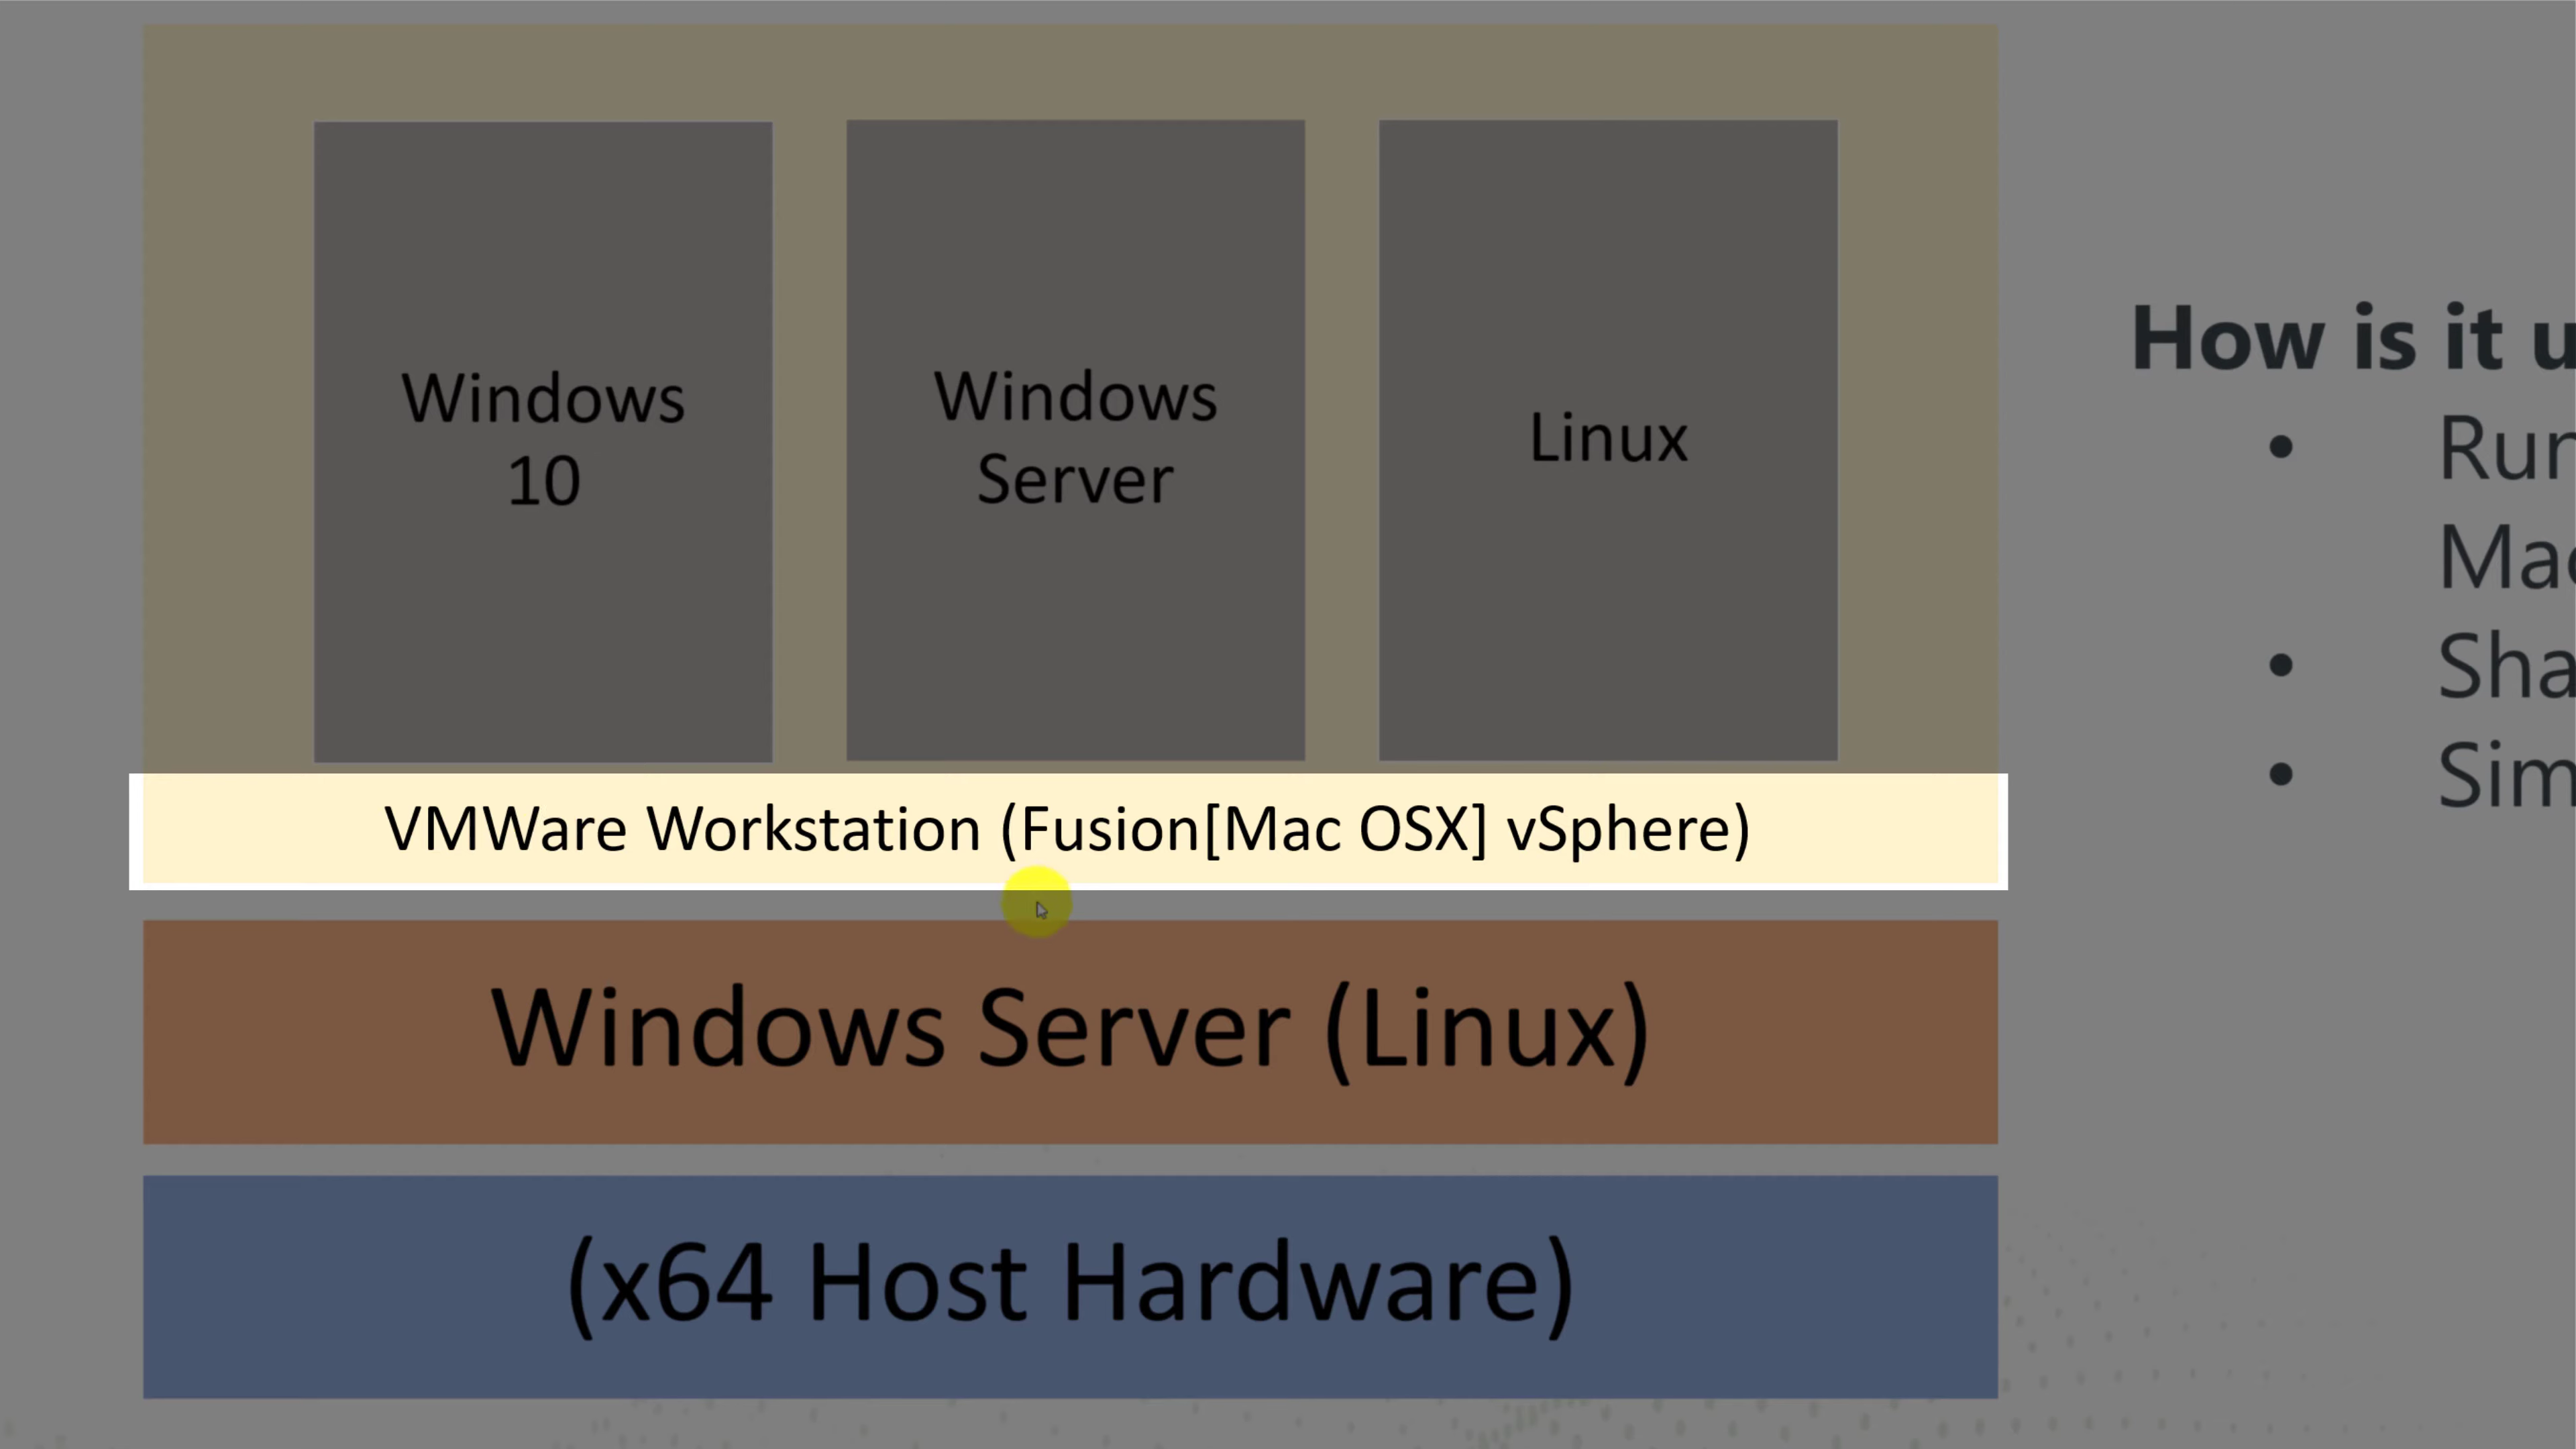 Windows
10
Windows
Server
Linux
VMWare Workstation (Fusion[Mac OSX] vSphere)
Windows Server (Linux)
(x64 Host Hardware)
How is it
•
•
•